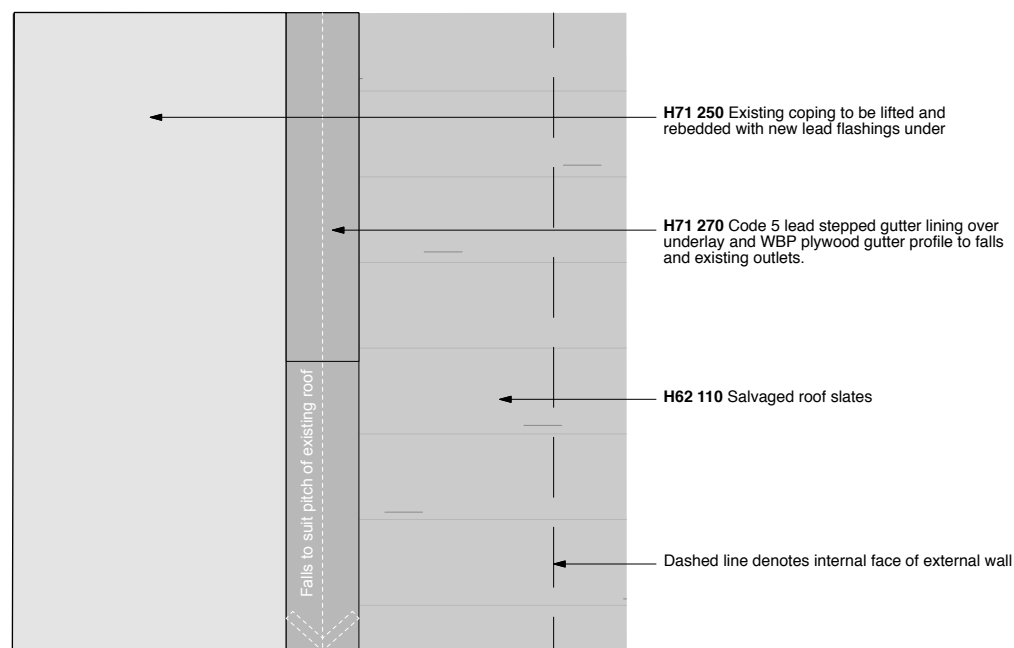 H71 250 Existing coping to be lifted and
rebedded with new lead flashings under
H71 270 Code 5 lead stepped gutter lining over
underlay and WBP plywood gutter profile to falls
and existing outlets.
H62 110 Salvaged roof slates
Falls to suit pitch of existing roof
Dashed line denotes internal face of external wall